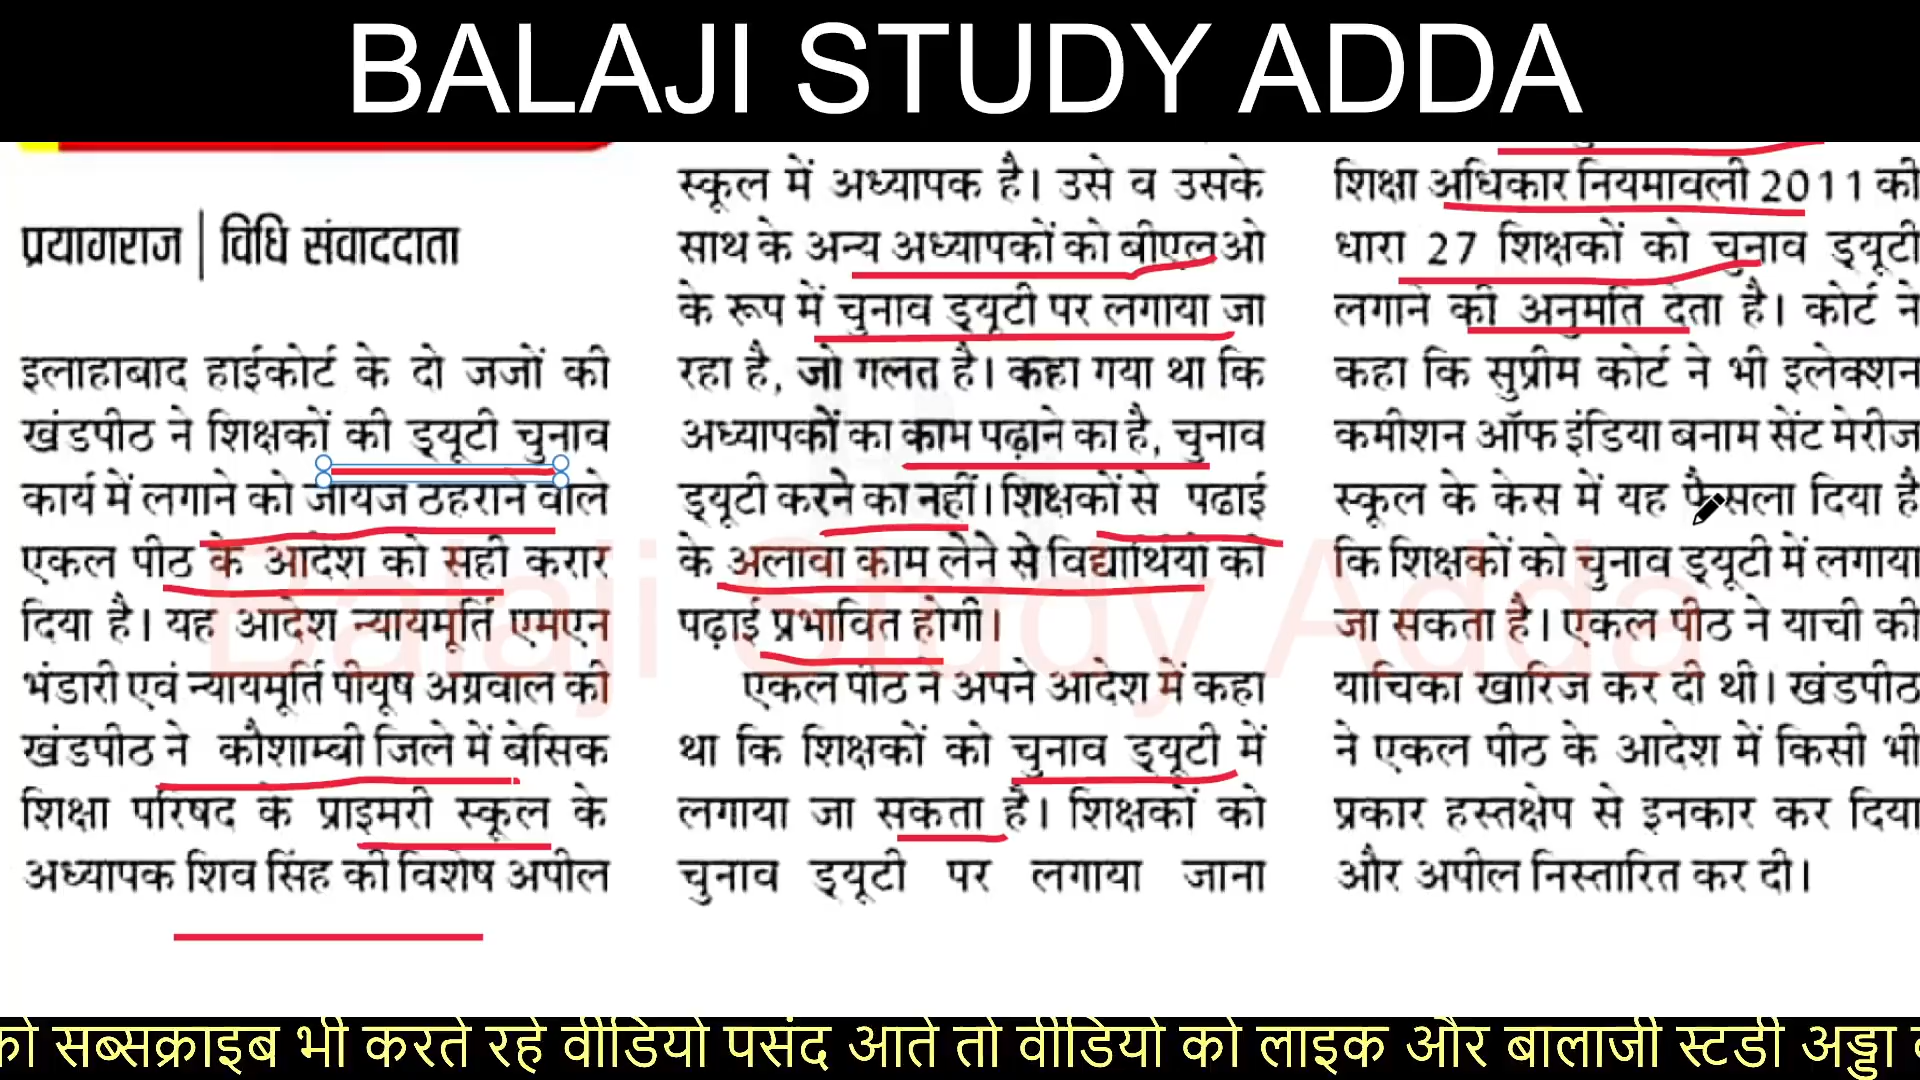 BALAJI STUDY ADDA
प्रयागराज | विधि संवाददाता
इलाहाबाद हाईकोर्ट के दो जजों की
खंडपीठ ने शिक्षकों की ड्यूटी चुनाव
कार्य में लगाने को जायज ठहराने वाले
एकल पीठ के आदेश को सही करार
दिया है। यह आदेश न्यायमूर्ति एमएन
भंडारी एवं न्यायमूर्ति पीयूष अग्रवाल की
खंडपीठ ने कौशाम्बी जिले में बेसिक
शिक्षा परिषद के प्राइमरी स्कूल के
अध्यापक शिव सिंह की विशेष अपील
स्कूल में अध्यापक है। उसे व उसके
साथ के अन्य अध्यापकों को बीएलओ
के रूप में चुनाव ड्यूटी पर लगाया जा
रहा है, जो गलत है। कहा गया था कि
अध्यापकों का काम पढ़ाने का है, चुनाव
ड्यूटी करने का नहीं। शिक्षकों से पढाई
के अलावा काम लेने से विद्यार्थियों की
पढ़ाई प्रभावित होगी।
एकल पीठ ने अपने आदेश में कहा
था कि शिक्षकों को चुनाव ड्यूटी में
लगाया जा सकता है। शिक्षकों को
चुनाव ड्यूटी पर लगाया जाना
शिक्षा अधिकार नियमावली 2011 की
धारा 27 शिक्षकों को चुनाव ड्यूटी
लगाने की अनुमति देता है। कोर्ट ने
कहा कि सुप्रीम कोर्ट ने भी इलेक्शन
कमीशन ऑफ इंडिया बनाम सेंट मेरीज
स्कूल के केस में यह फैसला दिया है
कि शिक्षकों को चुनाव ड्यूटी में लगाया
जा सकता है। एकल पीठ ने याची की
याचिका खारिज कर दी थी। खंडपीठ
ने एकल पीठ के आदेश में किसी भी
प्रकार हस्तक्षेप से इनकार कर दिया
और अपील निस्तारित कर दी।
Balaji Study Adda
को सब्सक्राइब भी करते रहे वीडियो पसंद आते तो वीडियो को लाइक और बालाजी स्टडी अड्डा